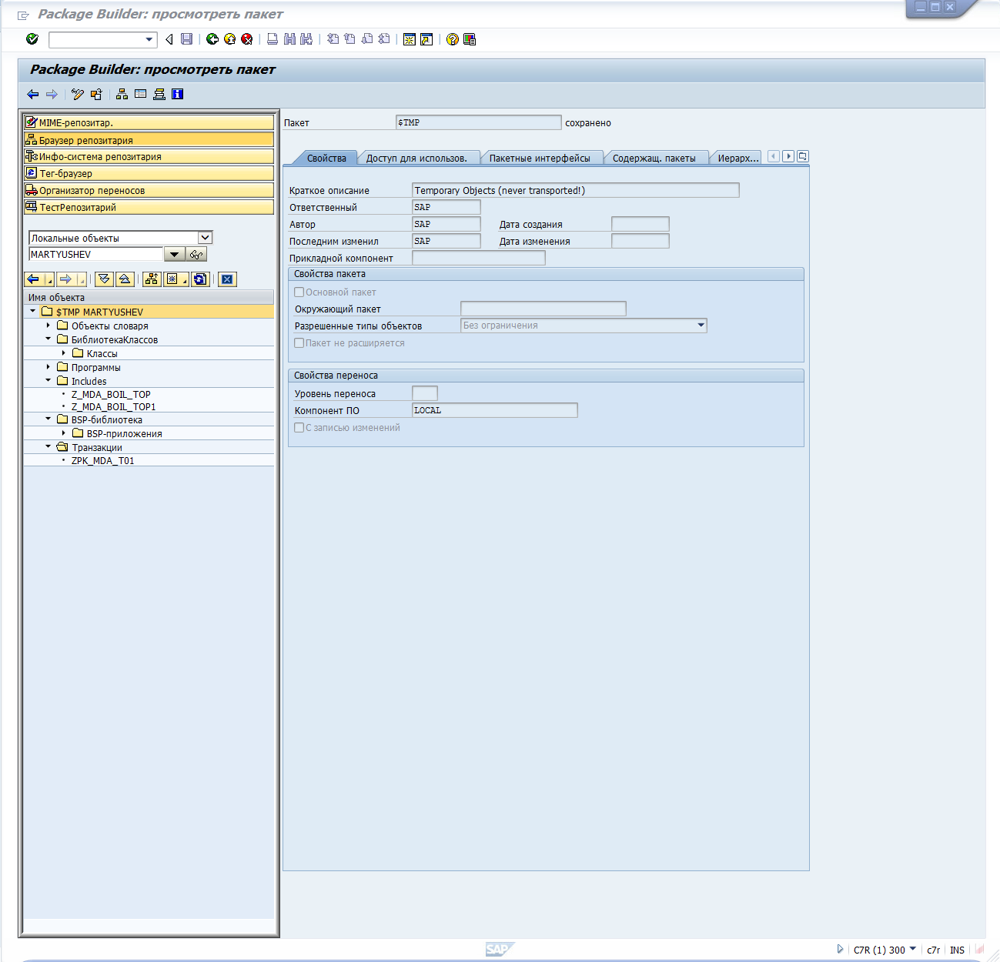 Package Builder: просмотреть пакет
Package Builder: просмотреть пакет
MIME-репозитар.
Браузер репозитария
Инфо-система репозитария
Тег-браузер
Организатор переносов
ТестРепозитарий
Локальные объекты
MARTYUSHEV
Имя объекта
$TMP MARTYUSHEV
Объекты словаря
БиблиотекаКлассов
Классы
Программы
Includes
Z_MDA_BOIL_TOP
Z_MDA_BOIL_TOP1
BSP-библиотека
BSP-приложения
Транзакции
ZPK_MDA_T01
Пакет $TMP сохранено
Свойства Доступ для использов. Пакетные интерфейсы Содержащ. пакеты Иерарх...
Краткое описание Temporary Objects (never transported!)
Ответственный SAP
Автор SAP Дата создания
Последним изменил SAP Дата изменения
Прикладной компонент
Свойства пакета
Основной пакет
Окружающий пакет
Разрешенные типы объектов Без ограничения
Пакет не расширяется
Свойства переноса
Уровень переноса
Компонент ПО LOCAL
С записью изменений
SAP
C7R (1) 300 c7r INS